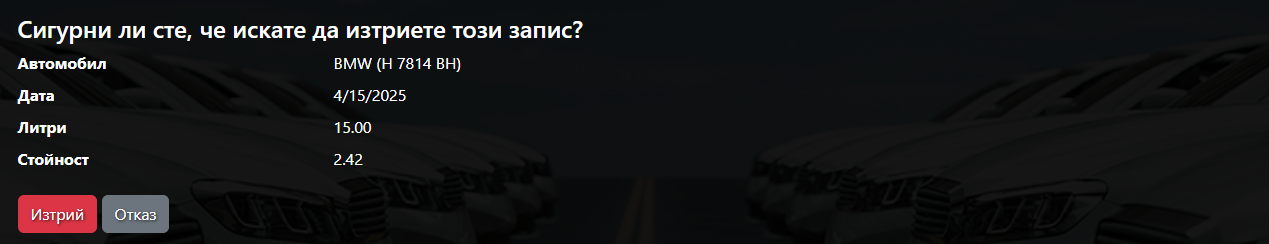 Сигурни ли сте, че искате да изтриете този запис?
Автомобил BMW (H 7814 BH)
Дата 4/15/2025
Литри 15.00
Стойност 2.42
Изтрий Отказ